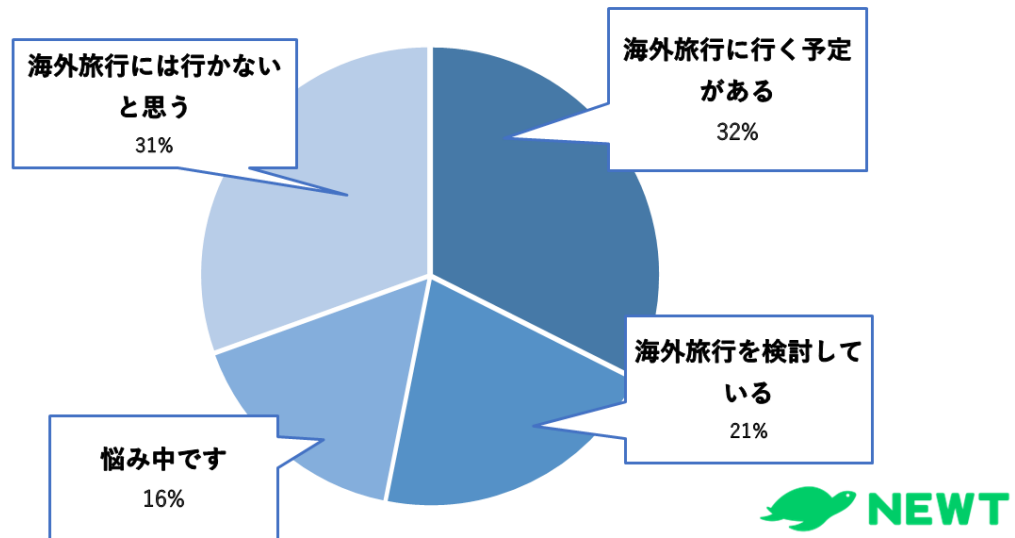 海外旅行には行かない
と思う
31%
海外旅行に行く予定
がある
32%
海外旅行を検討して
いる
21%
悩み中です
16%
NEWT